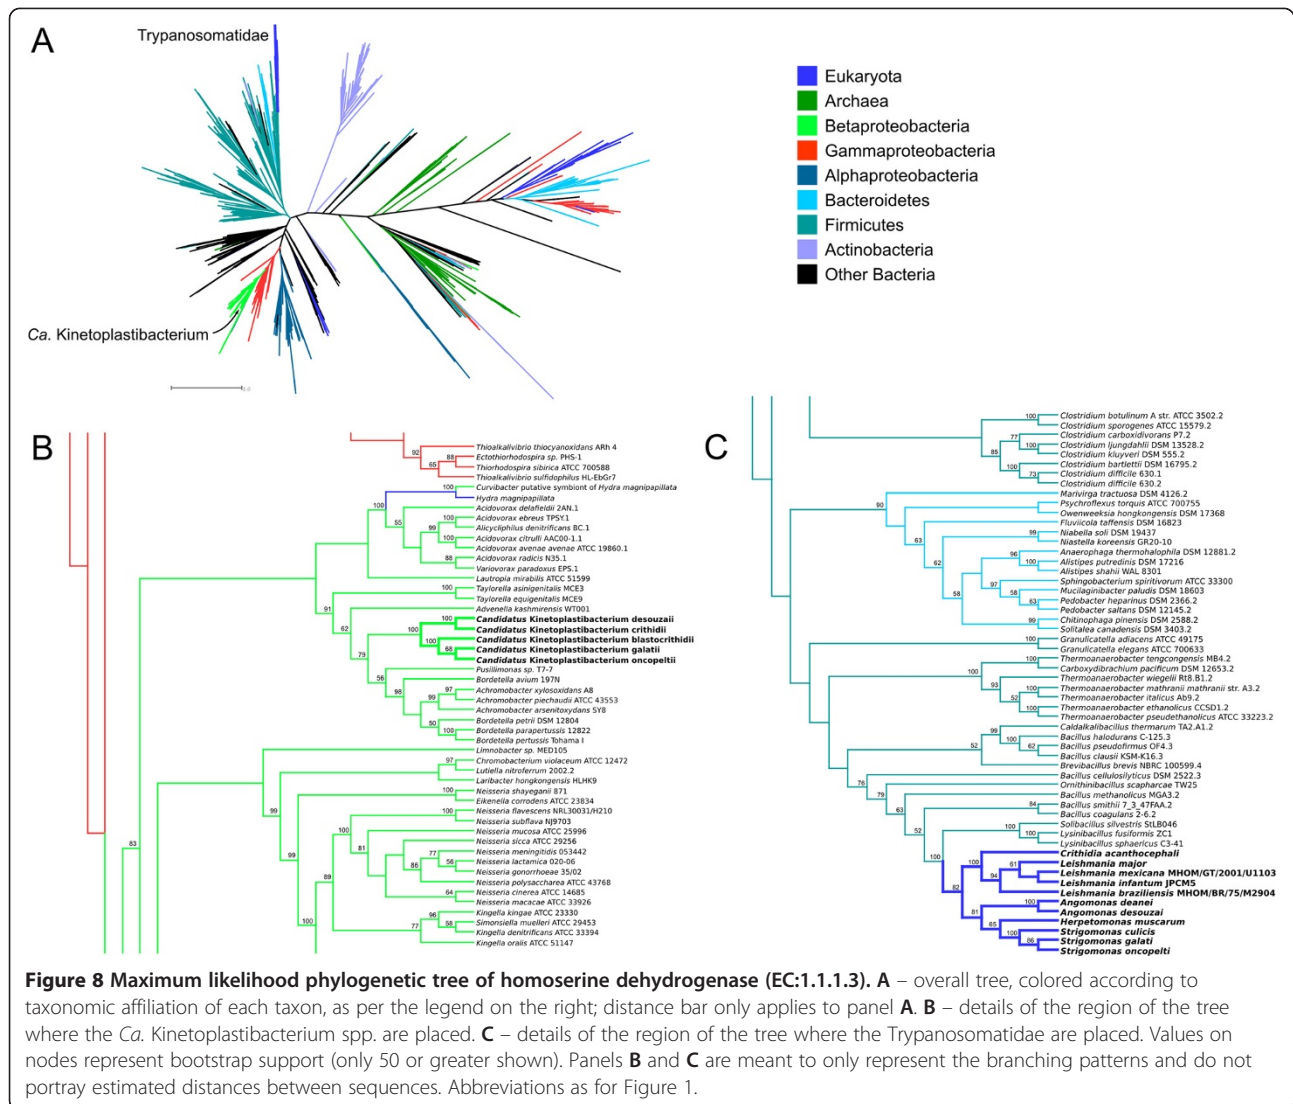 A
Trypanosomatidae
Ca. Kinetoplastibacterium
Eukaryota
Archaea
Betaproteobacteria
Gammaproteobacteria
Alphaproteobacteria
Bacteroidetes
Firmicutes
Actinobacteria
Other Bacteria
B
Thioalkalivibrio thiocyanoxidans ARh 4
Ectothiorhodospira sp. PHS-1
Thiorhodospira sibirica ATCC 700588
Thioalkalivibrio sulfidophilus HL-EbGr7
Curvibacter putative symbiont of Hydra magnipapillata
Hydra magnipapillata
Acidovorax delafieldii 2AN.1
Acidovorax ebreus TPSY.1
Alicycliphilus denitrificans BC.1
Acidovorax citrulli AAC00-1.1
Acidovorax avenae avenae ATCC 19860.1
Acidovorax radicis N35.1
Variovorax paradoxus EPS.1
Lautropia mirabilis ATCC 51599
Taylorella asinigenitalis MCE3
Taylorella equigenitalis MCE9
Advenella kashmirensis WT001
Candidatus Kinetoplastibacterium desouzaii
Candidatus Kinetoplastibacterium crithidii
Candidatus Kinetoplastibacterium blastocrithidii
Candidatus Kinetoplastibacterium galatii
Candidatus Kinetoplastibacterium oncopeltii
Pusillimonas sp. T7-7
Bordetella avium 197N
Achromobacter xylosoxidans A8
Achromobacter piechaudii ATCC 43553
Achromobacter arsenitoxydans SY8
Bordetella petrii DSM 12804
Bordetella parapertussis 12822
Bordetella pertussis Tohama I
Limnobacter sp. MED105
Chromobacterium violaceum ATCC 12472
Lutiella nitroferrum 2002.2
Laribacter hongkongensis HLHK9
Neisseria shayeganii 871
Eikenella corrodens ATCC 23834
Neisseria flavescens NRL30031/H210
Neisseria subflava NJ9703
Neisseria mucosa ATCC 25996
Neisseria sicca ATCC 29256
Neisseria meningitidis 053442
Neisseria lactamica 020-06
Neisseria gonorrhoeae 35/02
Neisseria polysaccharea ATCC 43768
Neisseria cinerea ATCC 14685
Neisseria macacae ATCC 33926
Kingella kingae ATCC 23330
Simonsiella muelleri ATCC 29453
Kingella denitrificans ATCC 33394
Kingella oralis ATCC 51147
C
Clostridium botulinum A str. ATCC 3502.2
Clostridium sporogenes ATCC 15579.2
Clostridium carboxidivorans P7.2
Clostridium ljungdahlii DSM 13528.2
Clostridium kluyveri DSM 555.2
Clostridium bartlettii DSM 16795.2
Clostridium difficile 630.1
Clostridium difficile 630.2
Marivirga tractuosa DSM 4126.2
Psychroflexus torquis ATCC 700755
Owenweeksia hongkongensis DSM 17368
Fluviicola taffensis DSM 16823
Niabella soli DSM 19437
Niastella koreensis GR20-10
Anaerophaga thermohalophila DSM 12881.2
Alistipes putredinis DSM 17216
Alistipes shahii WAL 8301
Sphingobacterium spiritivorum ATCC 33300
Mucilaginibacter paludis DSM 18603
Pedobacter heparinus DSM 2366.2
Pedobacter saltans DSM 12145.2
Chitinophaga pinensis DSM 2588.2
Solitalea canadensis DSM 3403.2
Granulicatella adiacens ATCC 49175
Granulicatella elegans ATCC 700633
Thermoanaerobacter tengcongensis MB4.2
Carboxydibrachium pacificum DSM 12653.2
Thermoanaerobacter wiegelii Rt8.B1.2
Thermoanaerobacter mathranii mathranii str. A3.2
Thermoanaerobacter italicus Ab9.2
Thermoanaerobacter ethanolicus CCSD1.2
Thermoanaerobacter pseudethanolicus ATCC 33223.2
Caldalkalibacillus thermarum TA2.A1.2
Bacillus halodurans C-125.3
Bacillus pseudofirmus OF4.3
Bacillus clausii KSM-K16.3
Brevibacillus brevis NBRC 100599.4
Bacillus cellulosilyticus DSM 2522.3
Ornithinibacillus scapharcae TW25
Bacillus methanolicus MGA3.2
Bacillus smithii 7_3_47FAA.2
Bacillus coagulans 2-6.2
Solibacillus silvestris StLB046
Lysinibacillus fusiformis ZC1
Lysinibacillus sphaericus C3-41
Crithidia acanthocephali
Leishmania major
Leishmania mexicana MHOM/GT/2001/U1103
Leishmania infantum JPCM5
Leishmania braziliensis MHOM/BR/75/M2904
Angomonas deanei
Angomonas desouzai
Herpetomonas muscarum
Strigomonas culicis
Strigomonas galati
Strigomonas oncopelti
Figure 8 Maximum likelihood phylogenetic tree of homoserine dehydrogenase (EC:1.1.1.3). A – overall tree, colored according to
taxonomic affiliation of each taxon, as per the legend on the right; distance bar only applies to panel A. B – details of the region of the tree
where the Ca. Kinetoplastibacterium spp. are placed. C – details of the region of the tree where the Trypanosomatidae are placed. Values on
nodes represent bootstrap support (only 50 or greater shown). Panels B and C are meant to only represent the branching patterns and do not
portray estimated distances between sequences. Abbreviations as for Figure 1.